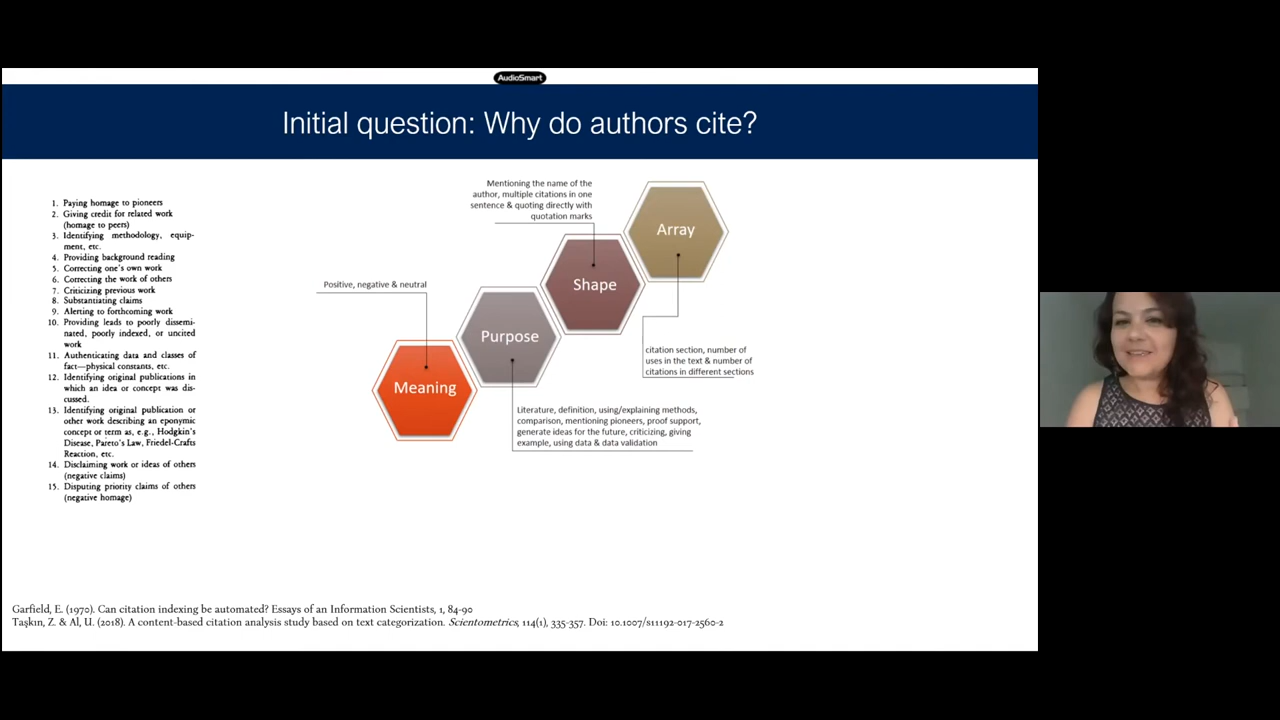 AudioSmart
Initial question: Why do authors cite?
1. Paying homage to pioneers
2. Giving credit for related work
(homage to peers)
3. Identifying methodology, equip-
ment, etc.
4. Providing background reading
5. Correcting one's own work
6. Correcting the work of others
7. Criticizing previous work
8. Substantiating claims
9. Alerting to forthcoming work
10. Providing leads to poorly dissemi-
nated, poorly indexed, or uncited
work
11. Authenticating data and classes of
fact—physical constants, etc.
12. Identifying original publications in
which an idea or concept was dis-
cussed.
13. Identifying original publication or
other work describing an eponymic
concept or term as, e.g., Hodgkin's
Disease, Pareto's Law, Friedel-Crafts
Reaction, etc.
14. Disclaiming work or ideas of others
(negative claims)
15. Disputing priority claims of others
(negative homage)
Positive, negative & neutral
Meaning
Purpose
Literature, definition, using/explaining methods,
comparison, mentioning pioneers, proof support,
generate ideas for the future, criticizing, giving
example, using data & data validation
Mentioning the name of the
author, multiple citations in one
sentence & quoting directly with
quotation marks
Shape
Array
citation section, number of
uses in the text & number of
citations in different sections
Garfield, E. (1970). Can citation indexing be automated? Essays of an Information Scientists, 1, 84-90
Taşkın, Z. & Al, U. (2018). A content-based citation analysis study based on text categorization. Scientometrics, 114(1), 335-357. Doi: 10.1007/s11192-017-2560-2